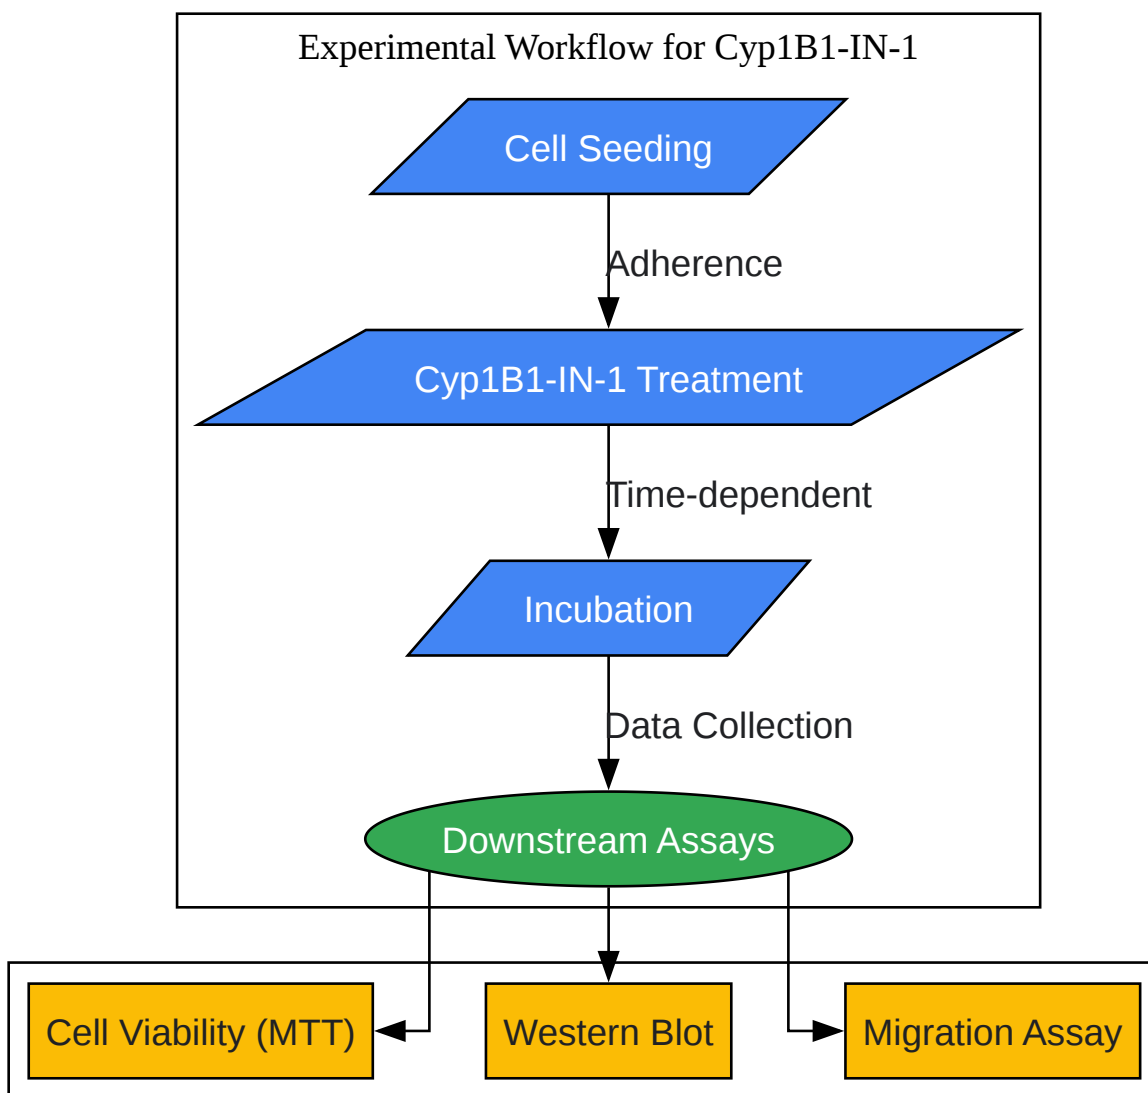 Experimental Workflow for Cyp1B1-IN-1
Cell Seeding
Adherence
Cyp1B1-IN-1 Treatment
Time-dependent
Incubation
Data Collection
Downstream Assays
Cell Viability (MTT)
Western Blot
Migration Assay